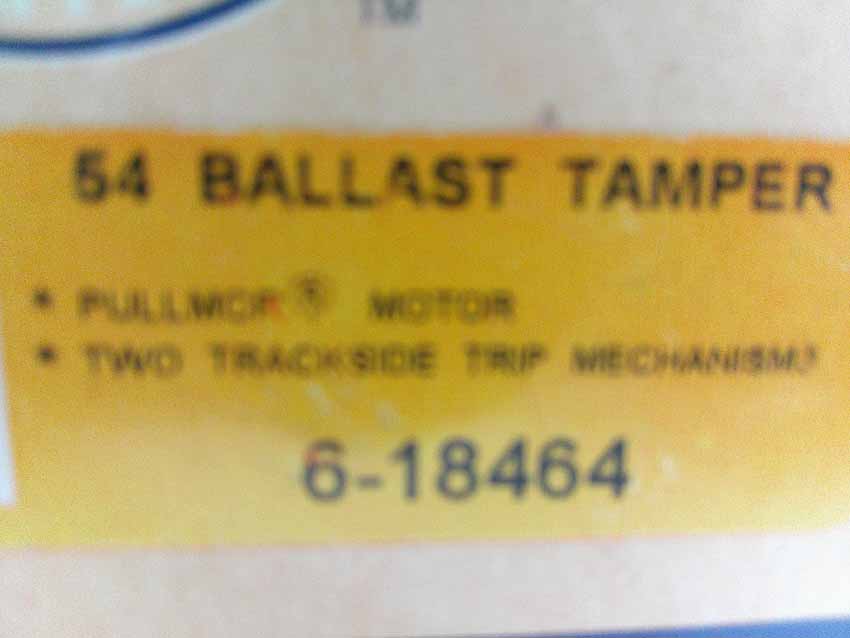 TM
54 BALLAST TAMPER
• PULLMOR® MOTOR
• TWO TRACKSIDE TRIP MECHANISMS
6-18464